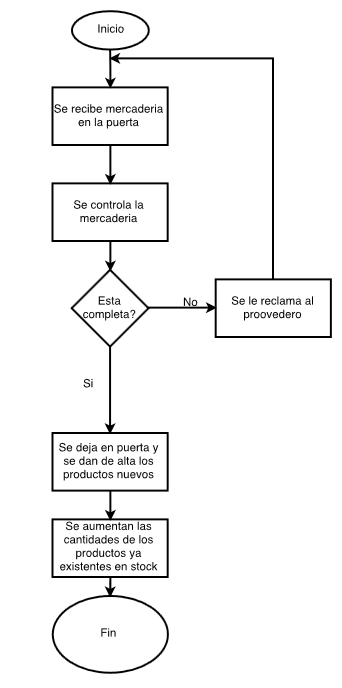 Inicio
Se recibe mercaderia
en la puerta
Se controla la
mercaderia
Esta
completa?
No
Se le reclama al
proovedero
Si
Se deja en puerta y
se dan de alta los
productos nuevos
Se aumentan las
cantidades de los
productos ya
existentes en stock
Fin